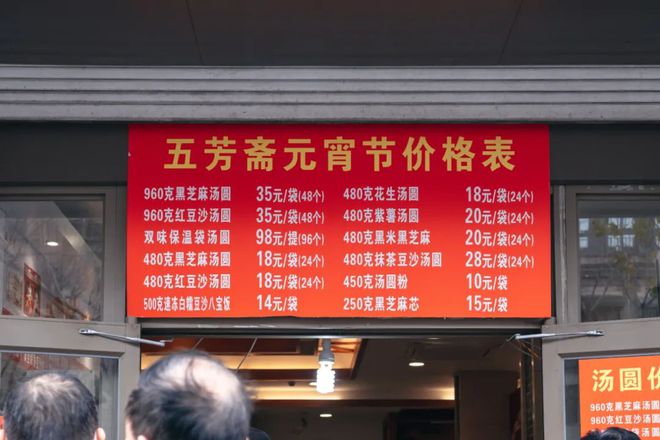 五芳斋元宵节价格表
960克黑芝麻汤圆 35元/袋(48个)
960克红豆沙汤圆 35元/袋(48个)
双味保温袋汤圆 98元/提(96个)
480克黑芝麻汤圆 18元/袋(24个)
480克红豆沙汤圆 18元/袋(24个)
500克速冻白糯豆沙八宝饭 14元/袋
480克花生汤圆 18元/袋(24个)
480克紫薯汤圆 20元/袋(24个)
480克黑米黑芝麻 20元/袋(24个)
480克抹茶豆沙汤圆 28元/袋(24个)
450克汤圆粉 10元/袋
250克黑芝麻芯 15元/袋
汤圆价
960克黑芝麻汤圆
960克红豆沙汤圆